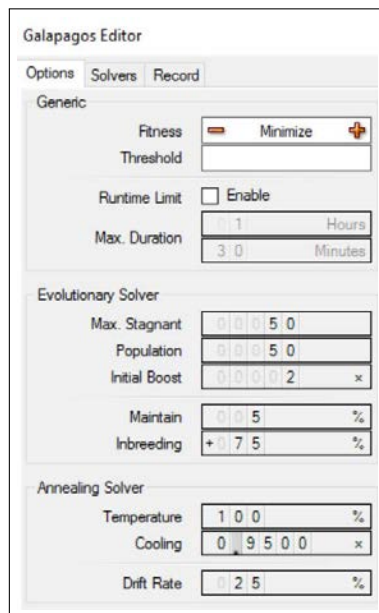 Galapagos Editor
Options Solvers Record
Generic
Fitness Minimize
Threshold
Runtime Limit Enable
Max. Duration 0 1 Hours
3 0 Minutes
Evolutionary Solver
Max. Stagnant 0 0 0 5 0
Population 0 0 0 5 0
Initial Boost 0 0 0 0 2 ×
Maintain 0 0 5 %
Inbreeding + 0 7 5 %
Annealing Solver
Temperature 1 0 0 %
Cooling 0 . 9 5 0 0 ×
Drift Rate 0 2 5 %